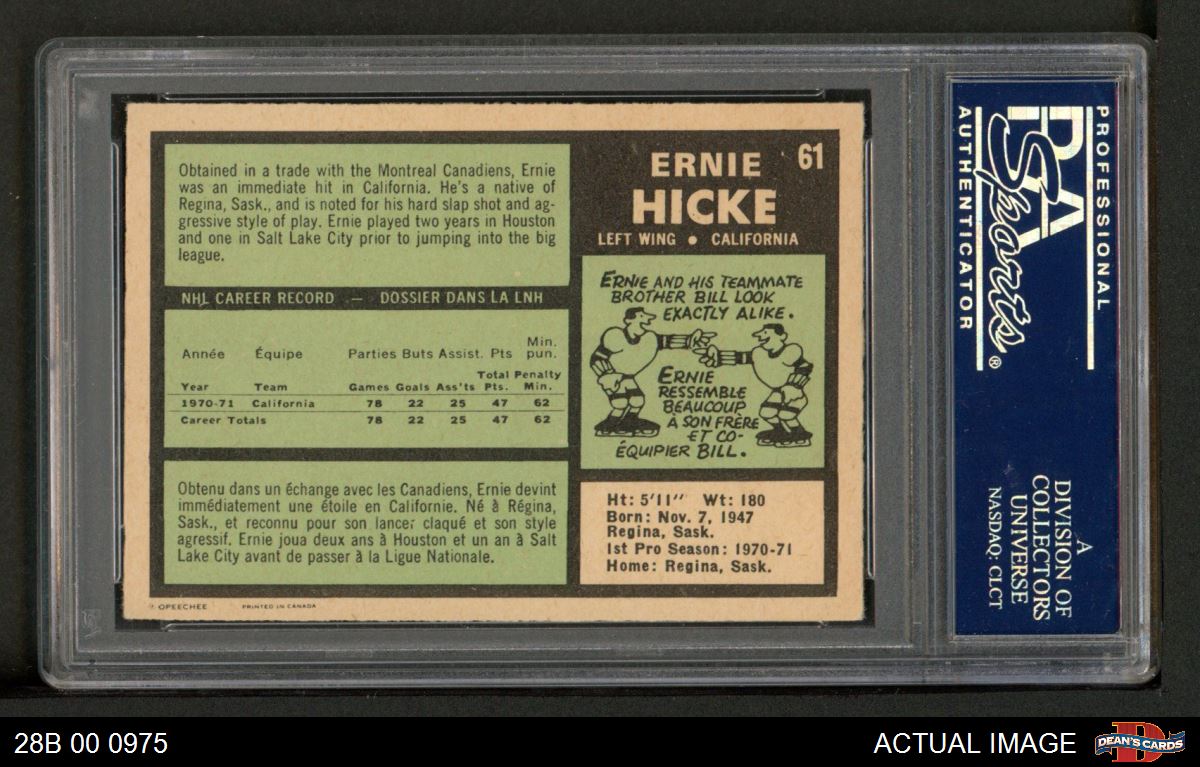 Obtained in a trade with the Montreal Canadiens, Ernie
was an immediate hit in California. He's a native of
Regina, Sask., and is noted for his hard slap shot and ag-
gressive style of play. Ernie played two years in Houston
and one in Salt Lake City prior to jumping into the big
league.
NHL CAREER RECORD — DOSSIER DANS LA LNH
Min.
Année Équipe Parties Buts Assist. Pts pun.
Total Penalty
Year Team Games Goals Ass'ts Pts. Min.
1970-71 California 78 22 25 47 62
Career Totals 78 22 25 47 62
Obtenu dans un échange avec les Canadiens, Ernie devint
immédiatement une étoile en Californie. Né à Régina,
Sask., et reconnu pour son lancer claqué et son style
agressif. Ernie joua deux ans à Houston et un an à Salt
Lake City avant de passer à la Ligue Nationale.
OPEECHEE PRINTED IN CANADA
61
ERNIE
HICKE
LEFT WING ● CALIFORNIA
ERNIE AND HIS TEAMMATE
BROTHER BILL LOOK
EXACTLY ALIKE.
ERNIE
RESSEMBLE
BEAUCOUP
À SON FRÈRE
ET CO-
ÉQUIPIER BILL.
Ht: 5'11" Wt: 180
Born: Nov. 7, 1947
Regina, Sask.
1st Pro Season: 1970-71
Home: Regina, Sask.
PROFESSIONAL
PSA
Sports®
AUTHENTICATOR
A
DIVISION OF
COLLECTORS
UNIVERSE
NASDAQ: CLCT
28B 00 0975
ACTUAL IMAGE
DEAN'S CARDS